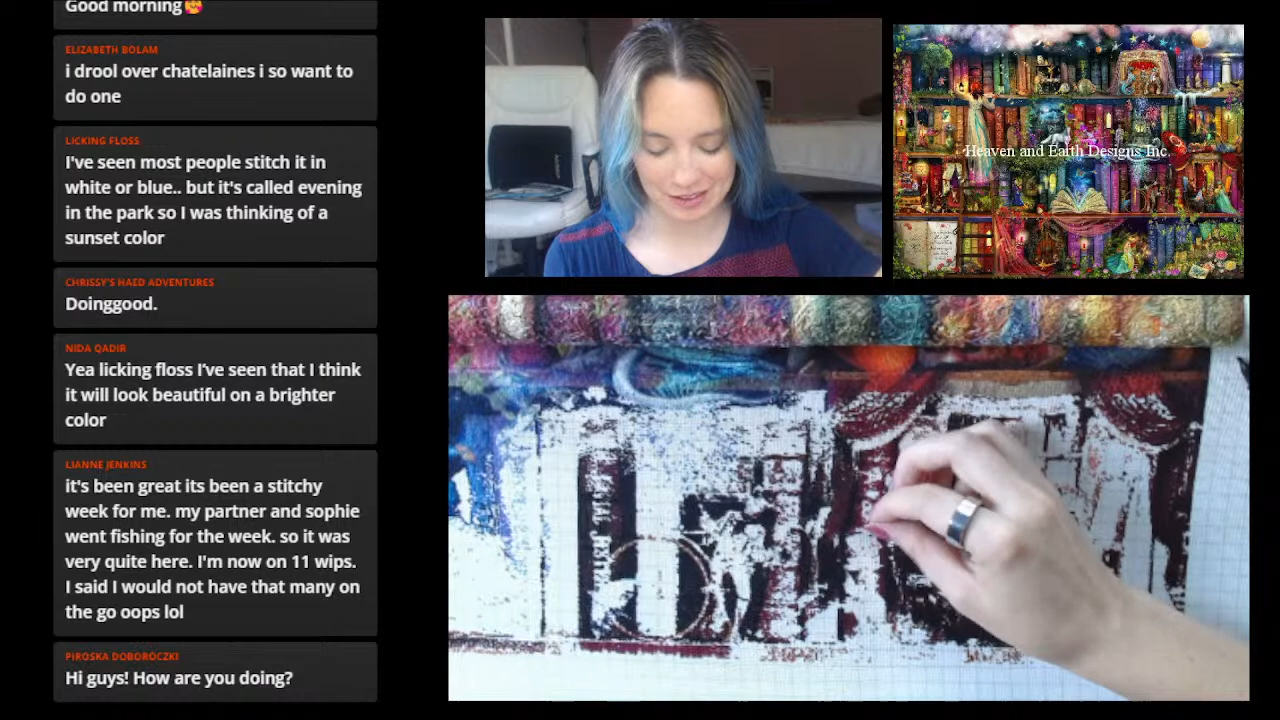 Good morning🥰
ELIZABETH BOLAM
i drool over chatelaines i so want to
do one
LICKING FLOSS
I've seen most people stitch it in
white or blue.. but it's called evening
in the park so I was thinking of a
sunset color
CHRISSY'S HAED ADVENTURES
Doinggood.
NIDA QADIR
Yea licking floss I've seen that I think
it will look beautiful on a brighter
color
LIANNE JENKINS
it's been great its been a stitchy
week for me. my partner and sophie
went fishing for the week. so it was
very quite here. I'm now on 11 wips.
I said I would not have that many on
the go oops lol
PIROSKA DOBORÓCZKI
Hi guys! How are you doing?
Heaven and Earth Designs Inc